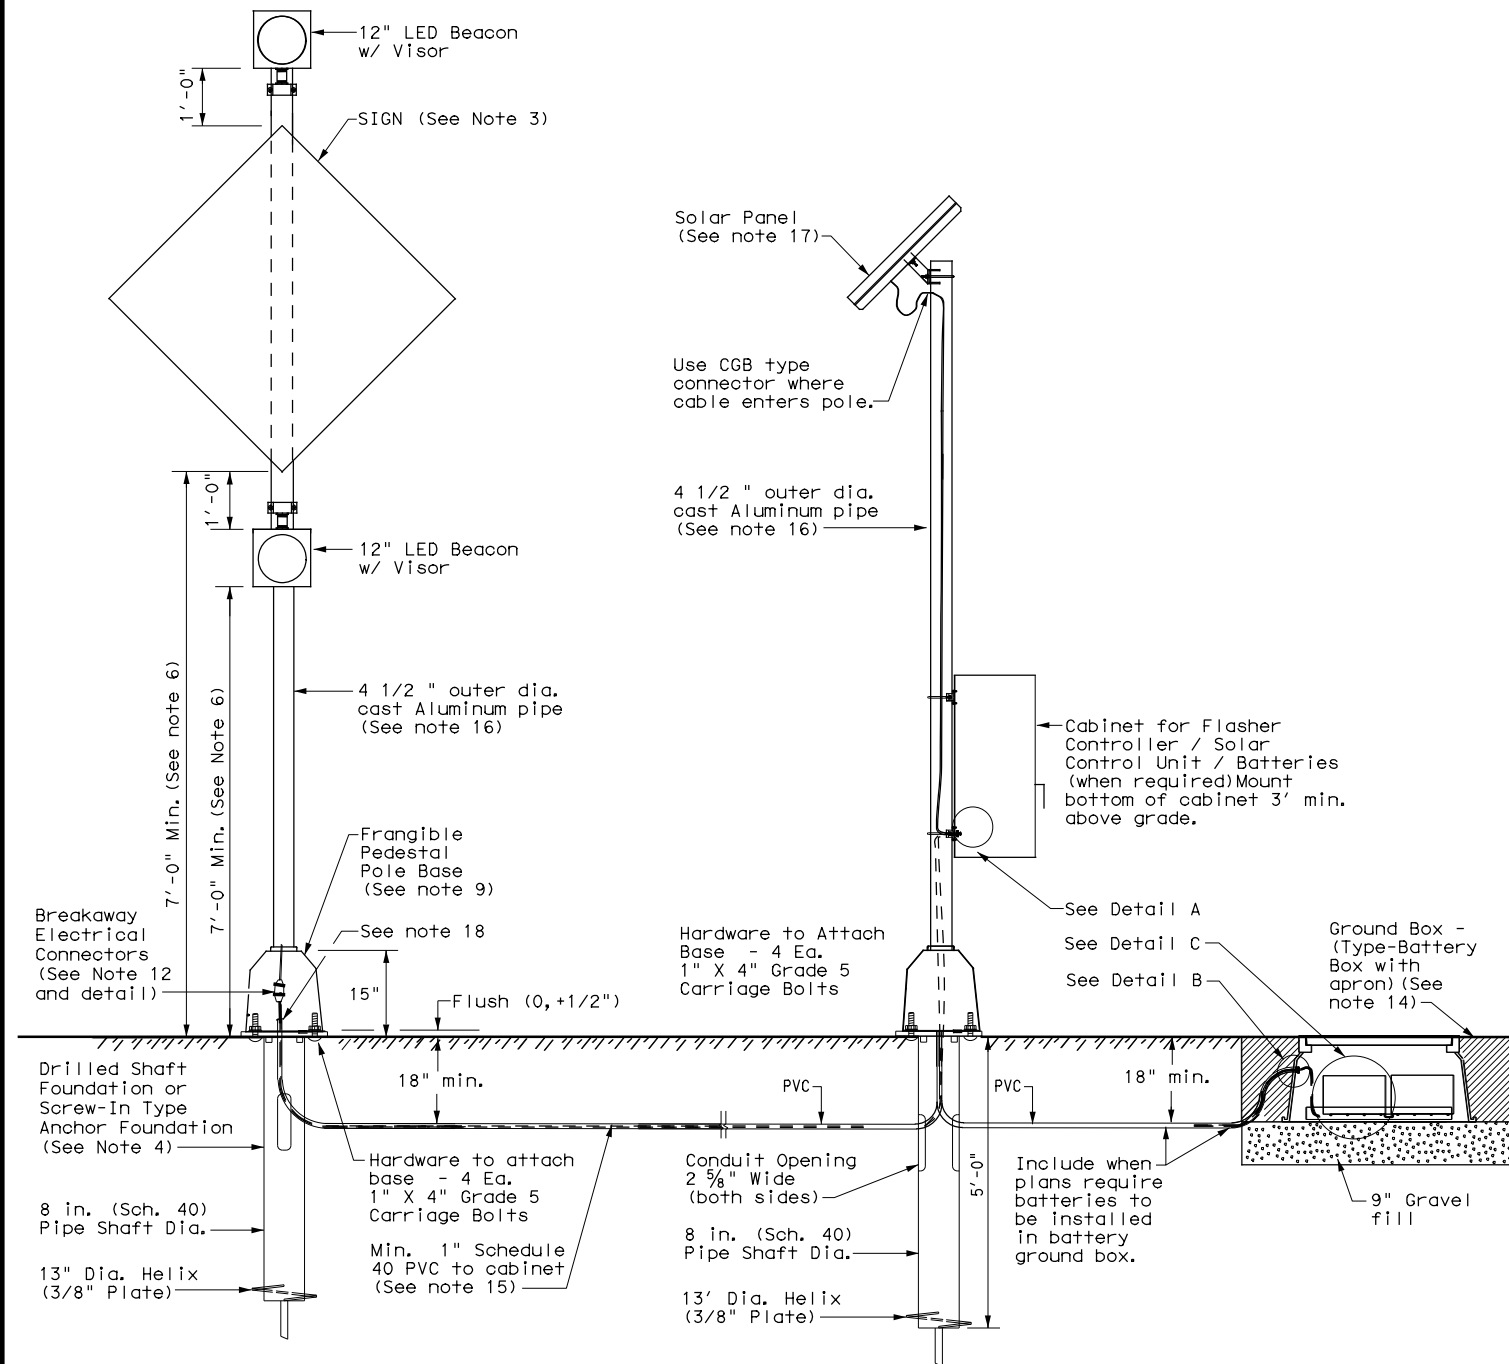 12" LED Beacon
w/ Visor
1'-0"
SIGN (See Note 3)
Solar Panel
(See note 17)
Use CGB type
connector where
cable enters pole.
4 1/2 " outer dia.
cast Aluminum pipe
(See note 16)
1'-0"
12" LED Beacon
w/ Visor
7'-0" Min. (See note 6)
7'-0" Min. (See Note 6)
4 1/2 " outer dia.
cast Aluminum pipe
(See note 16)
Cabinet for Flasher
Controller / Solar
Control Unit / Batteries
(when required)Mount
bottom of cabinet 3' min.
above grade.
Frangible
Pedestal
Pole Base
(See note 9)
See note 18
Breakaway
Electrical
Connectors
(See Note 12
and detail)
15"
Flush (0,+1/2")
Hardware to Attach
Base - 4 Ea.
1" X 4" Grade 5
Carriage Bolts
See Detail A
See Detail C
See Detail B
Ground Box -
(Type-Battery
Box with
apron)(See
note 14)
Drilled Shaft
Foundation or
Screw-In Type
Anchor Foundation
(See Note 4)
18" min.
PVC
PVC
18" min.
8 in. (Sch. 40)
Pipe Shaft Dia.
13" Dia. Helix
(3/8" Plate)
Hardware to attach
base - 4 Ea.
1" X 4" Grade 5
Carriage Bolts
Min. 1" Schedule
40 PVC to cabinet
(See note 15)
Conduit Opening
2 5/8" Wide
(both sides)
8 in. (Sch. 40)
Pipe Shaft Dia.
13' Dia. Helix
(3/8" Plate)
5'-0"
Include when
plans require
batteries to
be installed
in battery
ground box.
9" Gravel
fill